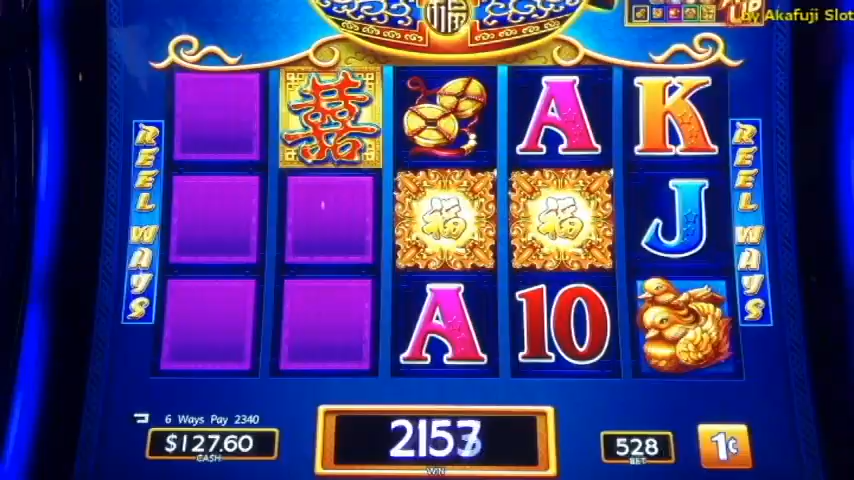 福
by Akafuji Slot
REEL WAYS
囍
A
K
REEL WAYS
福
福
J
A
10
6 Ways Pay 2340
$127.60
CASH
WIN
528
BET
1¢